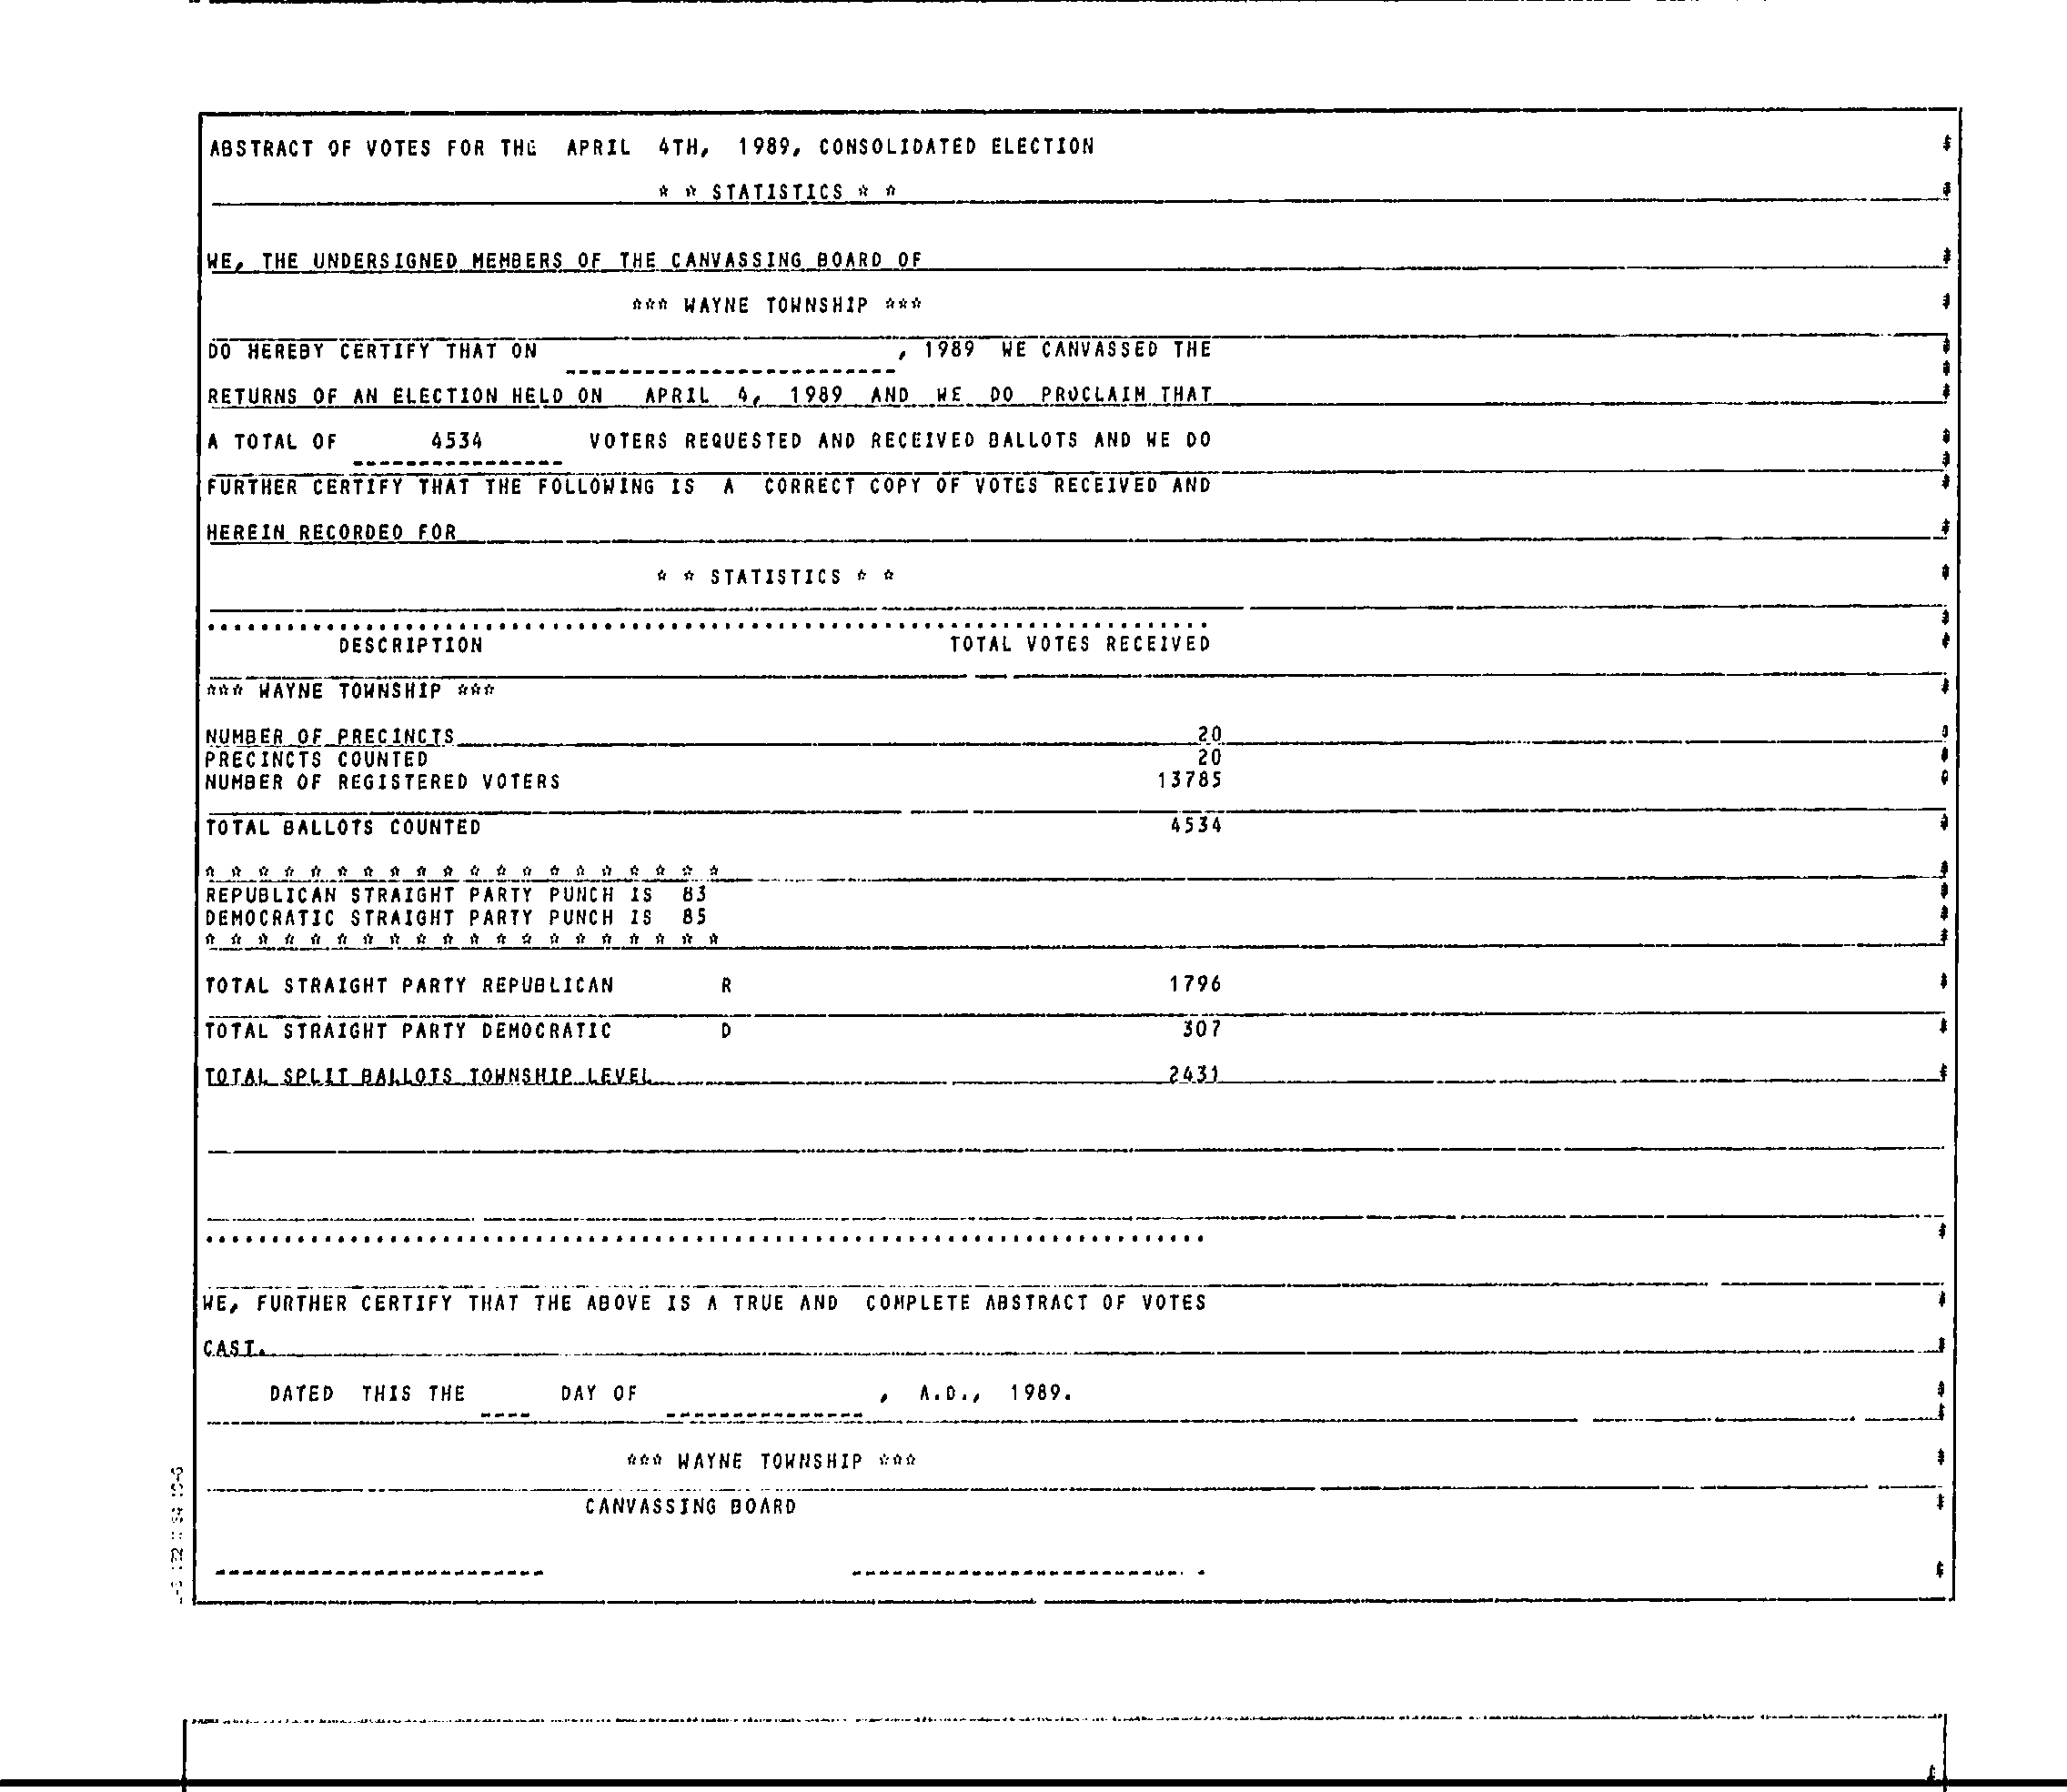 ABSTRACT OF VOTES FOR THE APRIL 4TH, 1989, CONSOLIDATED ELECTION
* * STATISTICS * *
WE, THE UNDERSIGNED MEMBERS OF THE CANVASSING BOARD OF
*** WAYNE TOWNSHIP ***
DO HEREBY CERTIFY THAT ON , 1989 WE CANVASSED THE
RETURNS OF AN ELECTION HELD ON APRIL 4, 1989 AND WE DO PROCLAIM THAT
A TOTAL OF 4534 VOTERS REQUESTED AND RECEIVED BALLOTS AND WE DO
FURTHER CERTIFY THAT THE FOLLOWING IS A CORRECT COPY OF VOTES RECEIVED AND
HEREIN RECORDED FOR
* * STATISTICS * *
DESCRIPTION TOTAL VOTES RECEIVED
*** WAYNE TOWNSHIP ***
NUMBER OF PRECINCTS 20
PRECINCTS COUNTED 20
NUMBER OF REGISTERED VOTERS 13785
TOTAL BALLOTS COUNTED 4534
* * * * * * * * * * * * * * * * * * * *
REPUBLICAN STRAIGHT PARTY PUNCH IS 83
DEMOCRATIC STRAIGHT PARTY PUNCH IS 85
* * * * * * * * * * * * * * * * * * * *
TOTAL STRAIGHT PARTY REPUBLICAN R 1796
TOTAL STRAIGHT PARTY DEMOCRATIC D 307
TOTAL SPLIT BALLOTS TOWNSHIP LEVEL 2431
WE, FURTHER CERTIFY THAT THE ABOVE IS A TRUE AND COMPLETE ABSTRACT OF VOTES
CAST.
DATED THIS THE DAY OF , A.D., 1989.
*** WAYNE TOWNSHIP ***
CANVASSING BOARD